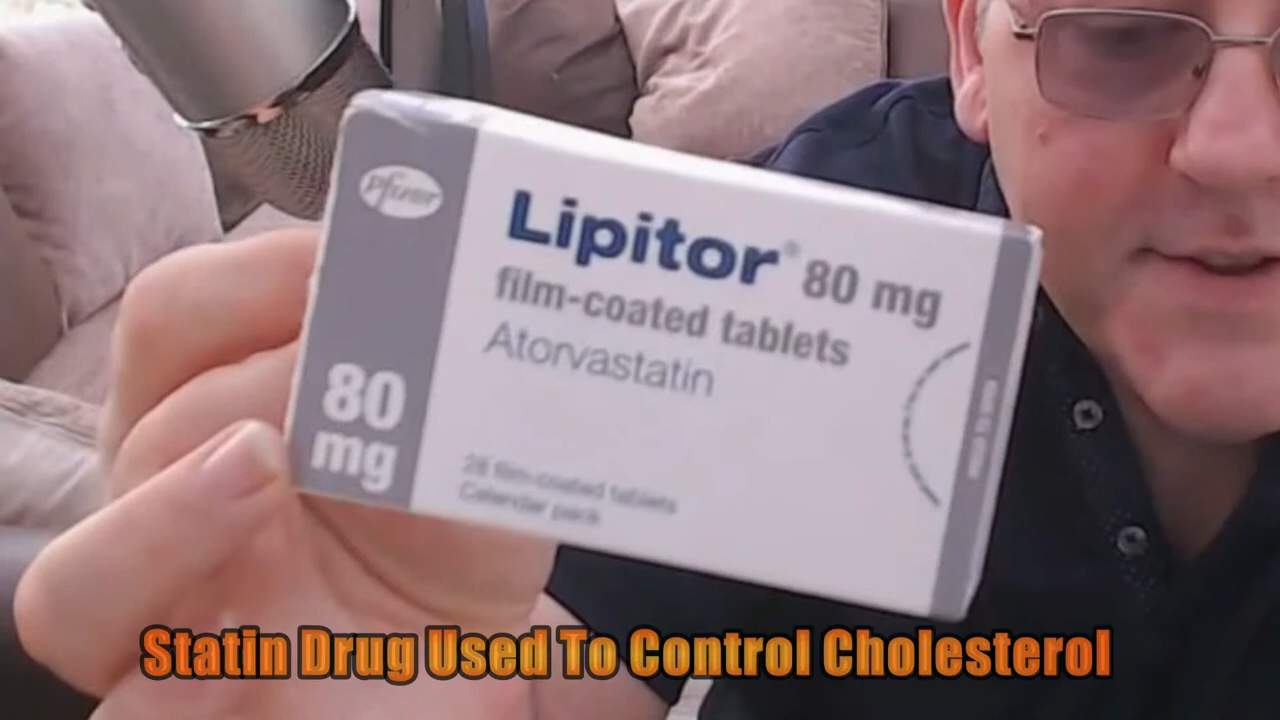 Pfizer
Lipitor® 80 mg
film-coated tablets
Atorvastatin
80
mg
28 film-coated tablets
Calendar pack
Statin Drug Used To Control Cholesterol